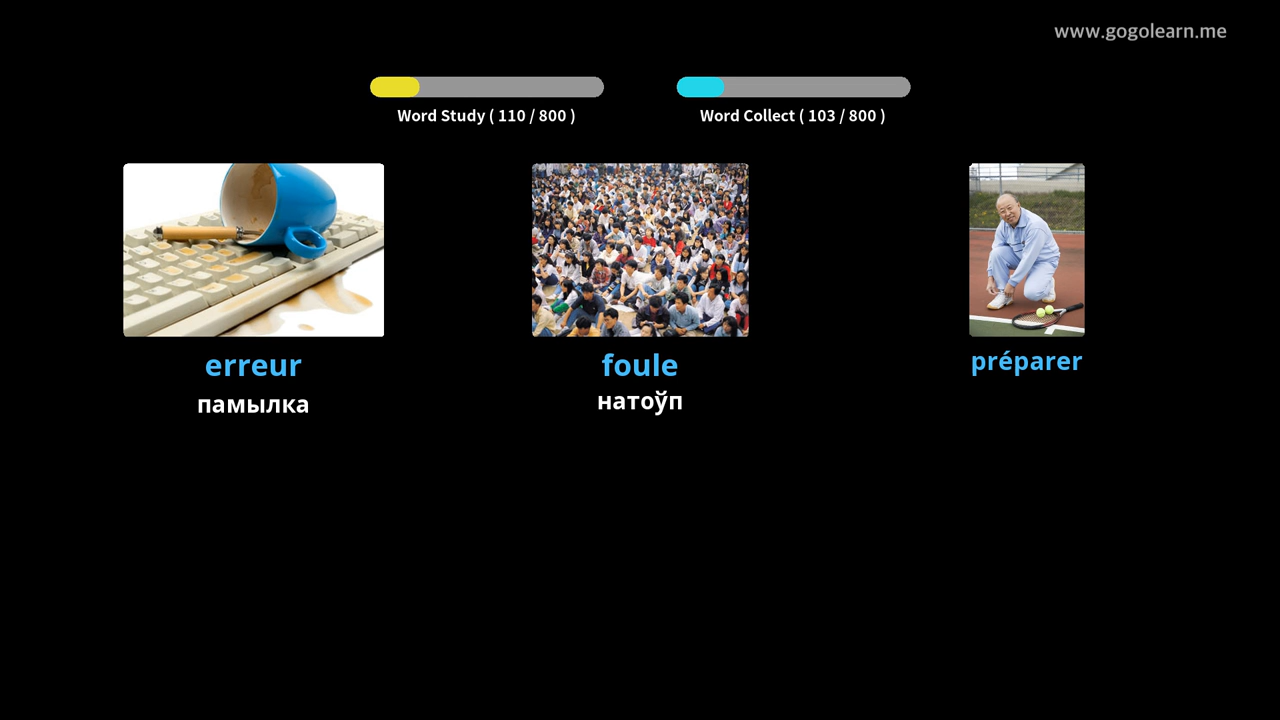 www.gogolearn.me
Word Study ( 110 / 800 )
Word Collect ( 103 / 800 )
erreur
foule
préparer
памылка
натоўп